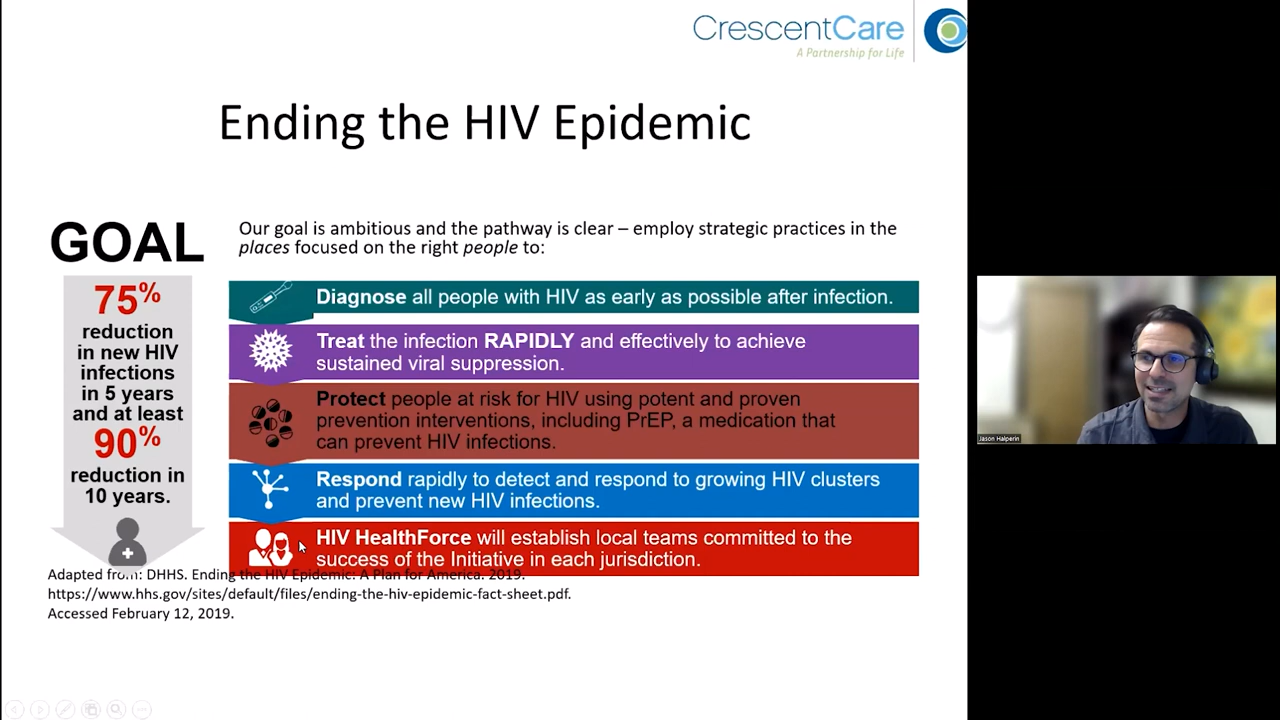 CrescentCare
A Partnership for Life
Ending the HIV Epidemic
GOAL
75%
reduction
in new HIV
infections
in 5 years
and at least
90%
reduction in
10 years.
Our goal is ambitious and the pathway is clear – employ strategic practices in the
places focused on the right people to:
Diagnose all people with HIV as early as possible after infection.
Treat the infection RAPIDLY and effectively to achieve
sustained viral suppression.
Protect people at risk for HIV using potent and proven
prevention interventions, including PrEP, a medication that
can prevent HIV infections.
Respond rapidly to detect and respond to growing HIV clusters
and prevent new HIV infections.
HIV HealthForce will establish local teams committed to the
success of the Initiative in each jurisdiction.
Adapted from: DHHS. Ending the HIV Epidemic: A Plan for America. 2019.
https://www.hhs.gov/sites/default/files/ending-the-hiv-epidemic-fact-sheet.pdf.
Accessed February 12, 2019.
Jason Halperin